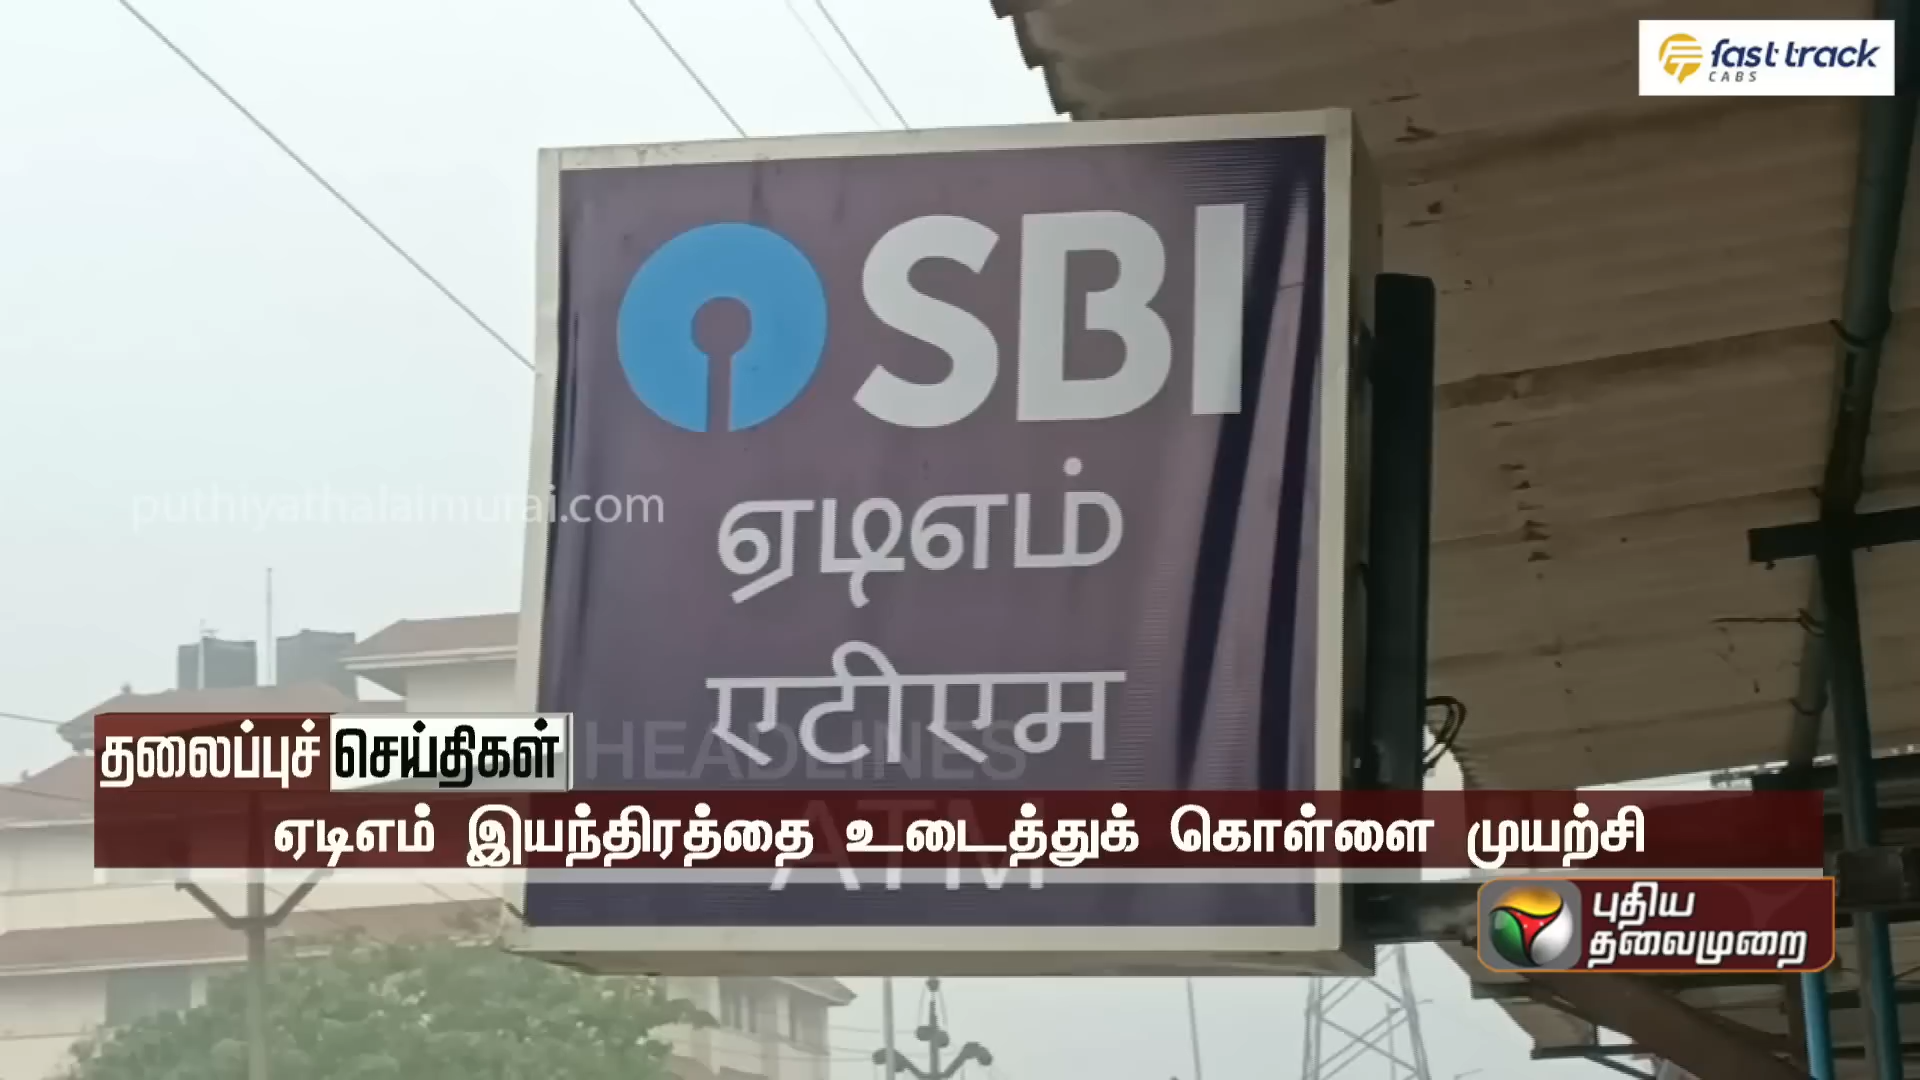 fast track
CABS
SBI
ஏடிஎம்
एटीएम
ATM
puthiyathalaimurai.com
தலைப்புச் செய்திகள்
HEADLINES
ஏடிஎம் இயந்திரத்தை உடைத்துக் கொள்ளை முயற்சி
புதிய
தலைமுறை